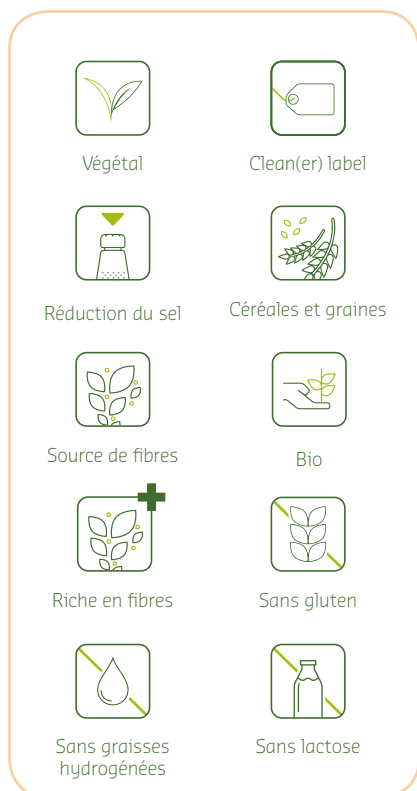 Végétal
Clean(er) label
Réduction du sel
Céréales et graines
Source de fibres
Bio
Riche en fibres
Sans gluten
Sans graisses
hydrogénées
Sans lactose